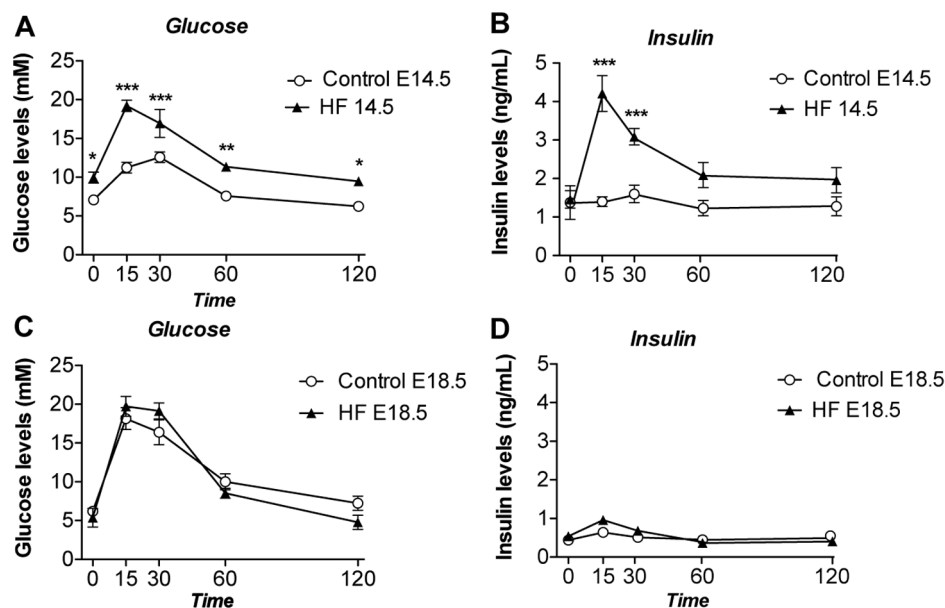 A
Glucose
Glucose levels (mM)
25
20
15
10
5
0
*
***
***
**
*
Control E14.5
HF 14.5
0 15 30 60 120
Time
B
Insulin
Insulin levels (ng/mL)
5
4
3
2
1
0
***
***
Control E14.5
HF 14.5
0 15 30 60 120
C
Glucose
Glucose levels (mM)
25
20
15
10
5
0
Control E18.5
HF E18.5
0 15 30 60 120
Time
D
Insulin
Insulin levels (ng/mL)
5
4
3
2
1
0
Control E18.5
HF E18.5
0 15 30 60 120
Time